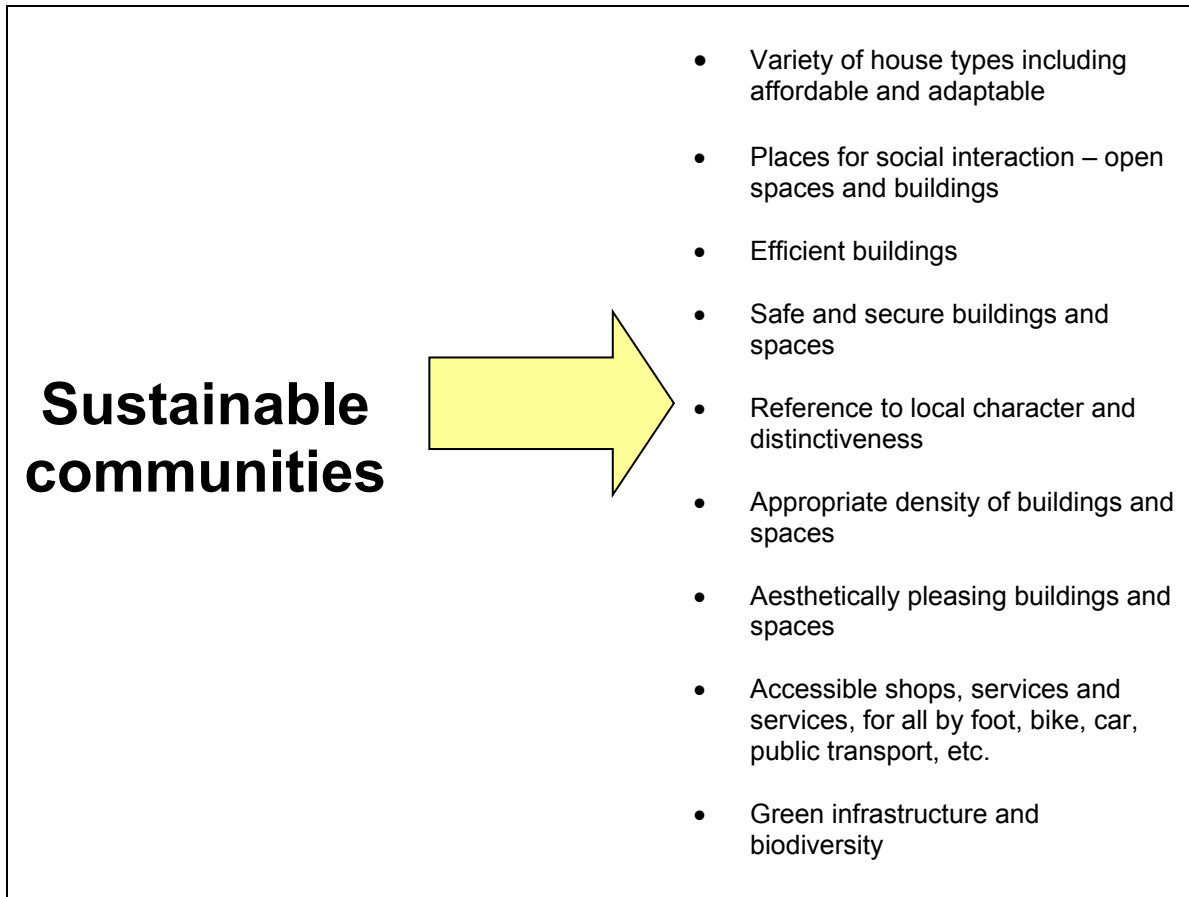 Sustainable
communities
• Variety of house types including
affordable and adaptable
• Places for social interaction – open
spaces and buildings
• Efficient buildings
• Safe and secure buildings and
spaces
• Reference to local character and
distinctiveness
• Appropriate density of buildings and
spaces
• Aesthetically pleasing buildings and
spaces
• Accessible shops, services and
services, for all by foot, bike, car,
public transport, etc.
• Green infrastructure and
biodiversity